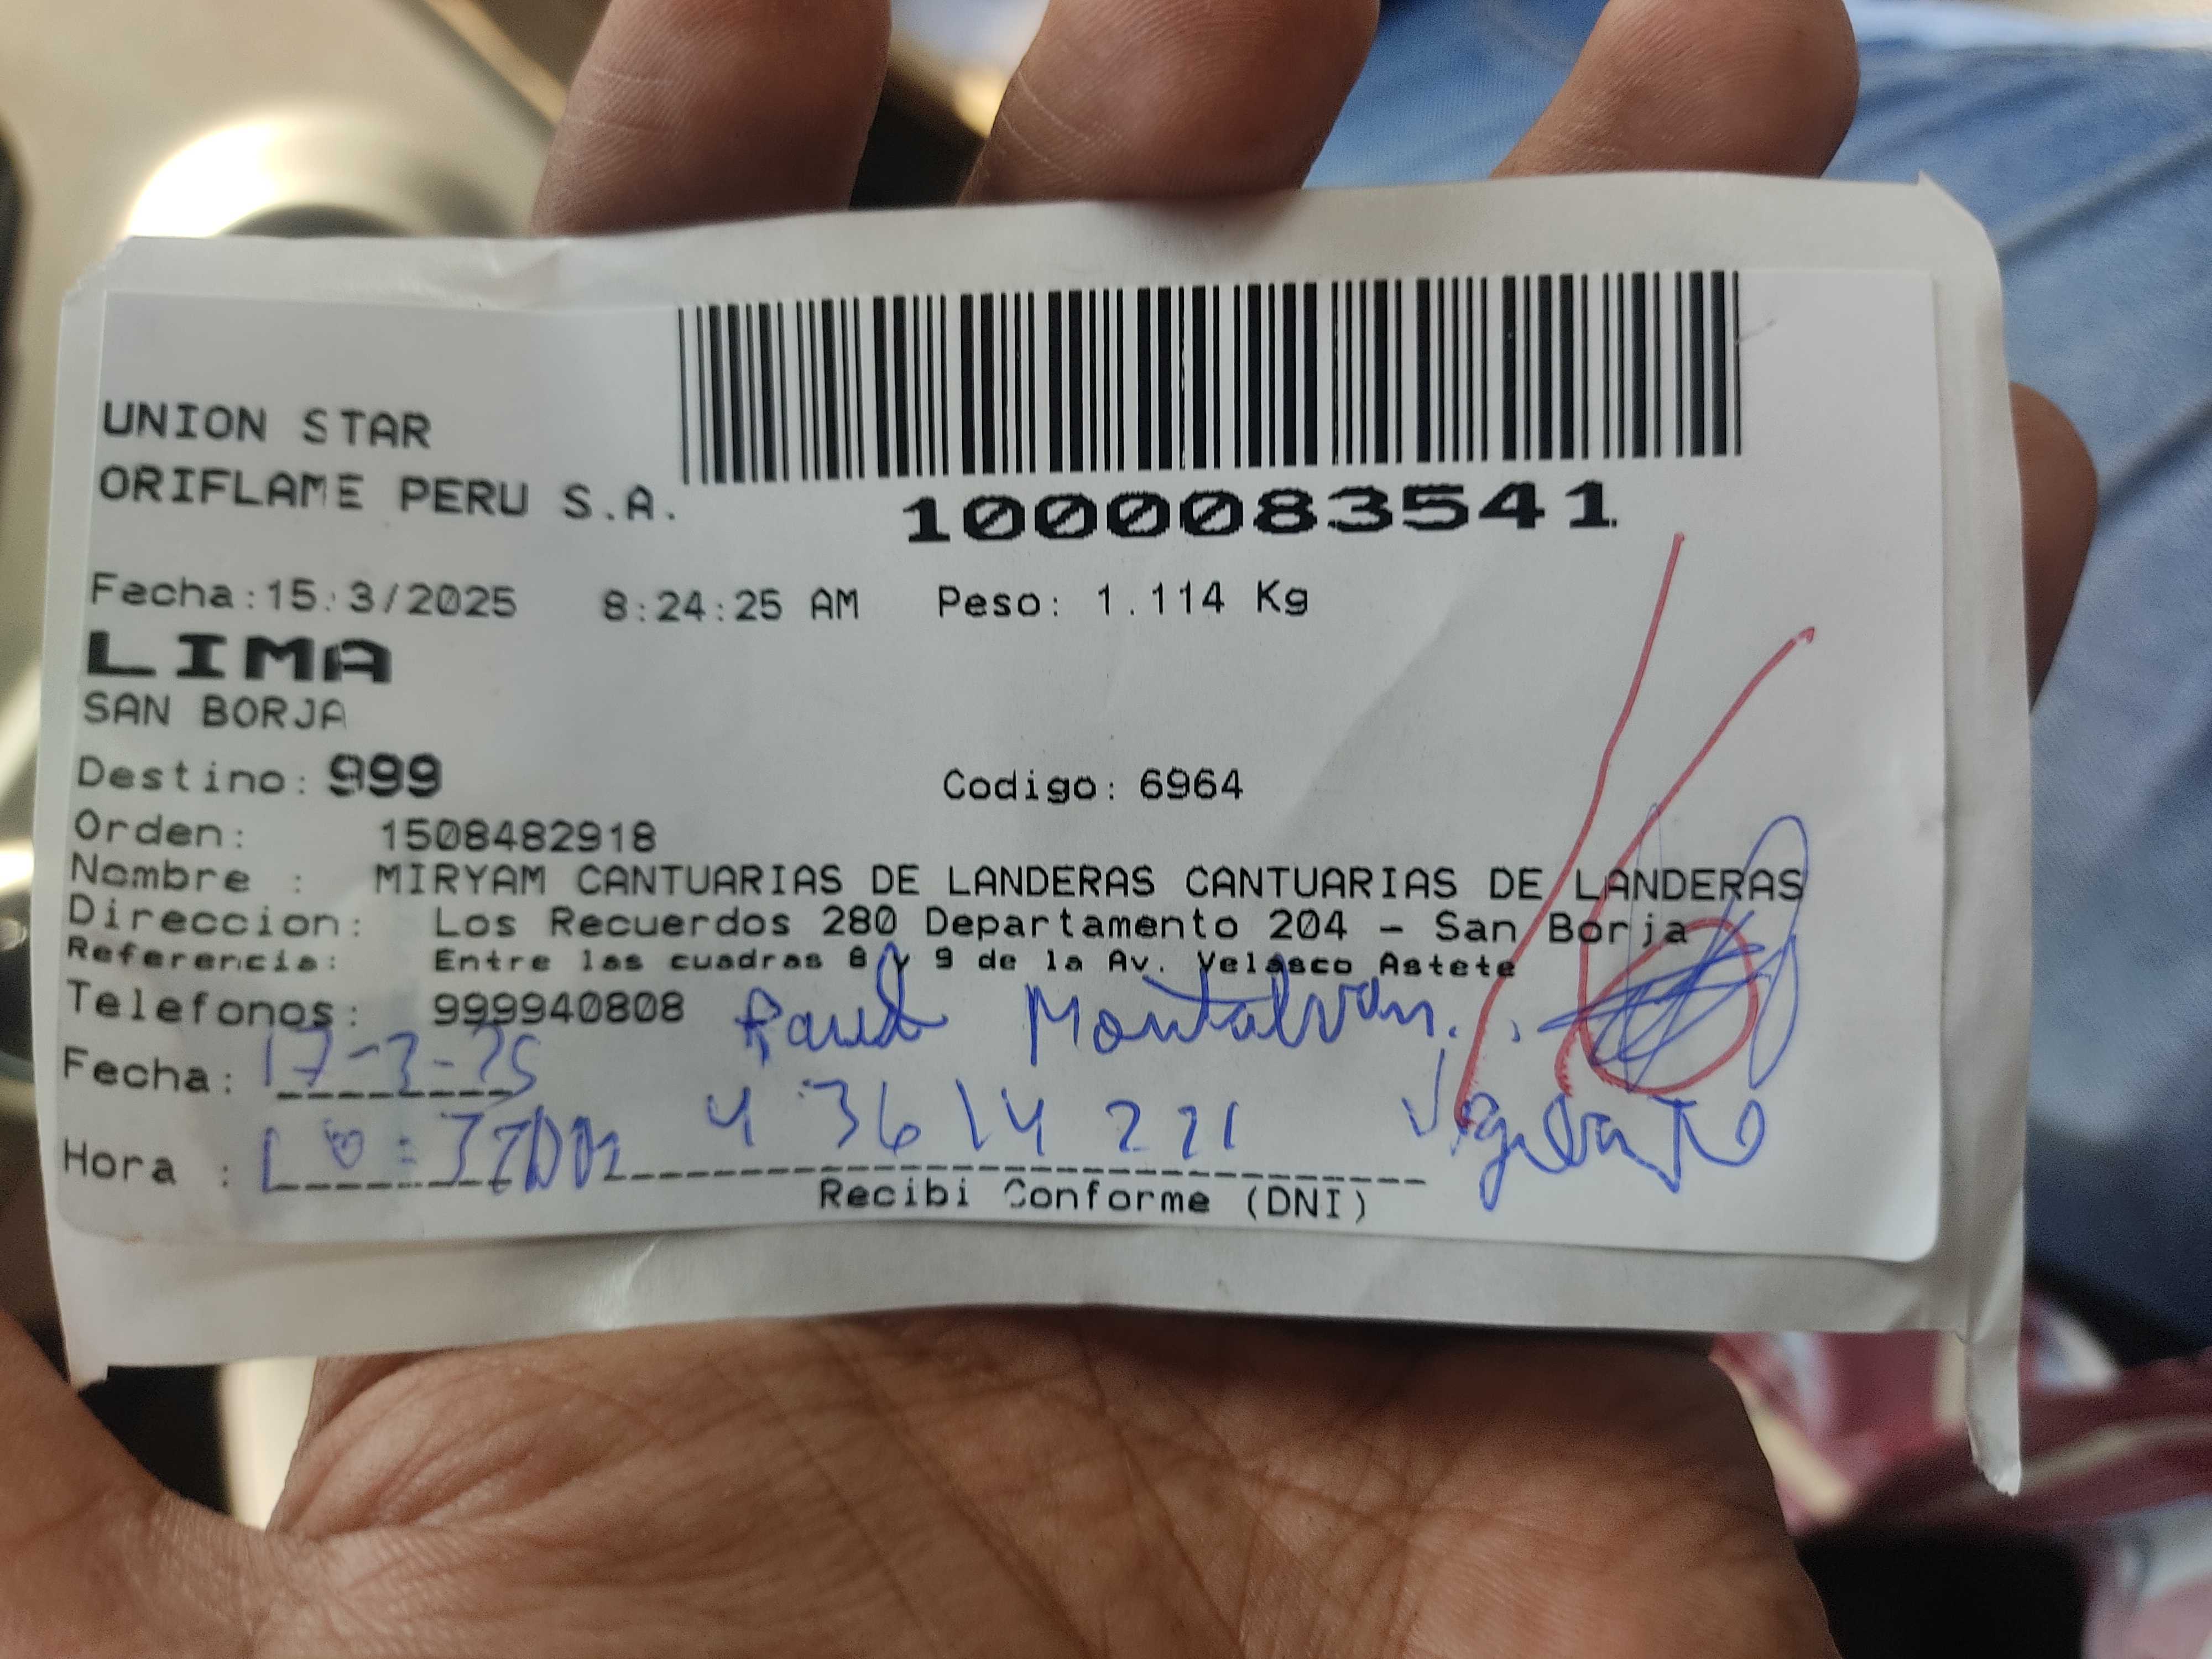 UNION STAR
ORIFLAME PERU S.A.
1000083541
Fecha:15:3/2025 8:24:25 AM Peso: 1.114 Kg
LIMA
SAN BORJA
Destino: 999 Codigo: 6964
Orden: 1508482918
Nombre : MIRYAM CANTUARIAS DE LANDERAS CANTUARIAS DE LANDERAS
Direccion: Los Recuerdos 280 Departamento 204 - San Borja
Referencia: Entre las cuadras 8 y 9 de la Av. Velasco Astete
Telefonos: 999940808 Montalvan.
Fecha: 17-3-25
Hora : 43614221 Vigilante
Recibi Conforme (DNI)